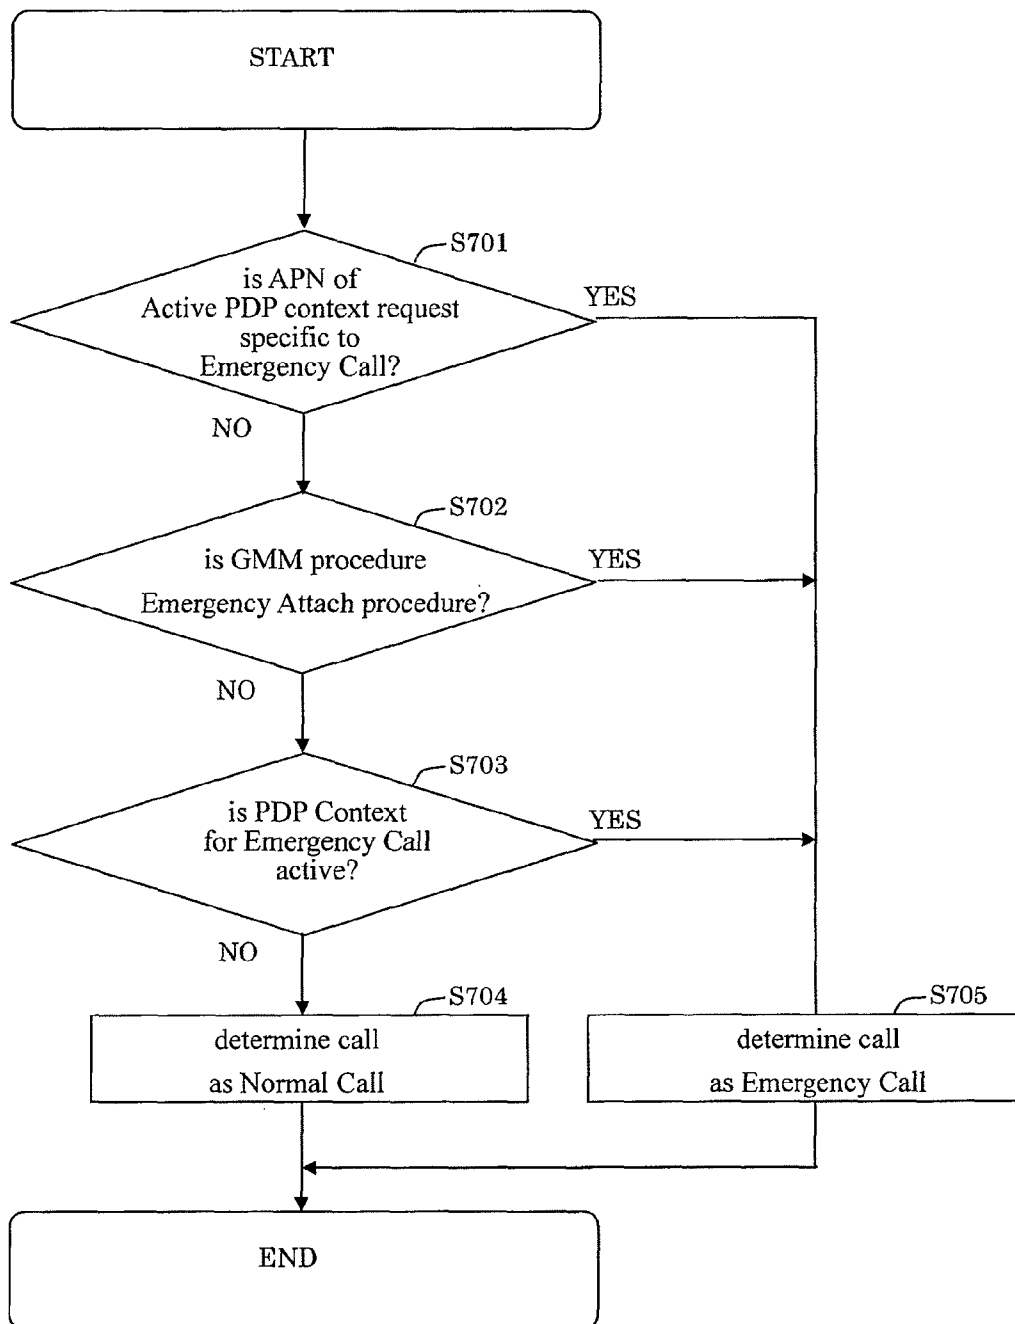 START
S701
is APN of
Active PDP context request
specific to
Emergency Call?
YES
NO
S702
is GMM procedure
Emergency Attach procedure?
YES
NO
S703
is PDP Context
for Emergency Call
active?
YES
NO
S704
determine call
as Normal Call
S705
determine call
as Emergency Call
END